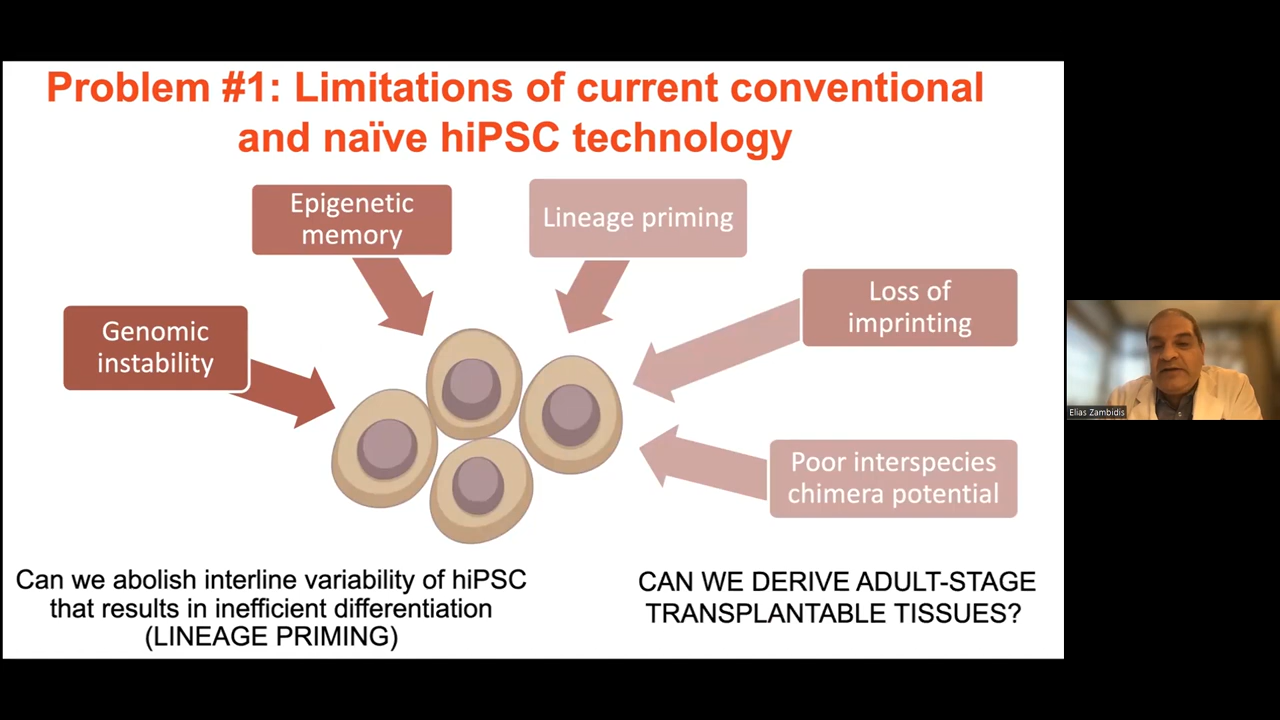 Problem #1: Limitations of current conventional
and naïve hiPSC technology
Epigenetic
memory
Lineage priming
Genomic
instability
Loss of
imprinting
Poor interspecies
chimera potential
Can we abolish interline variability of hiPSC
that results in inefficient differentiation
(LINEAGE PRIMING)
CAN WE DERIVE ADULT-STAGE
TRANSPLANTABLE TISSUES?
Elias Zambidis